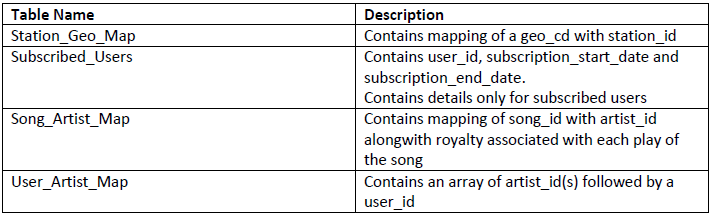 Table Name Description
Station_Geo_Map Contains mapping of a geo_cd with station_id
Subscribed_Users Contains user_id, subscription_start_date and
subscription_end_date.
Contains details only for subscribed users
Song_Artist_Map Contains mapping of song_id with artist_id
alongwith royalty associated with each play of
the song
User_Artist_Map Contains an array of artist_id(s) followed by a
user_id